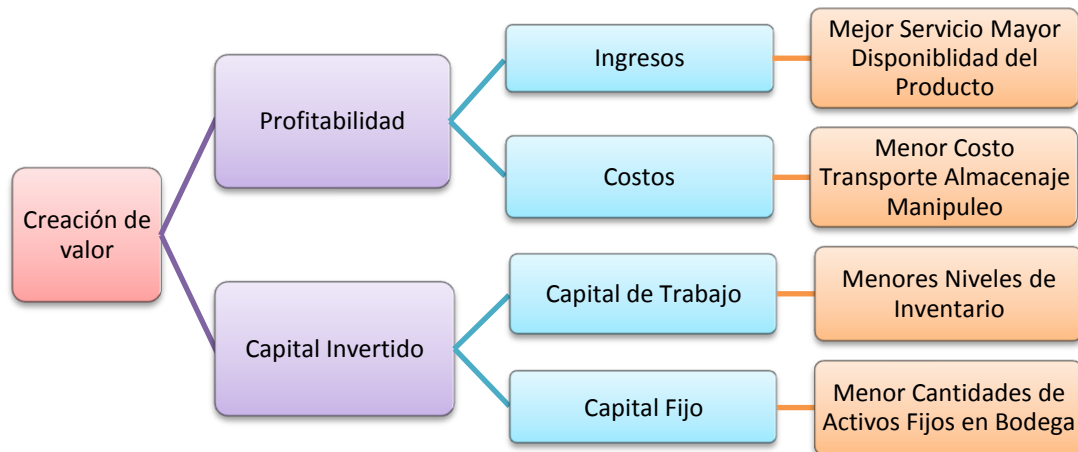 Creación de
valor
Profitabilidad
Ingresos
Mejor Servicio Mayor
Disponiblidad del
Producto
Costos
Menor Costo
Transporte Almacenaje
Manipuleo
Capital Invertido
Capital de Trabajo
Menores Niveles de
Inventario
Capital Fijo
Menor Cantidades de
Activos Fijos en Bodega